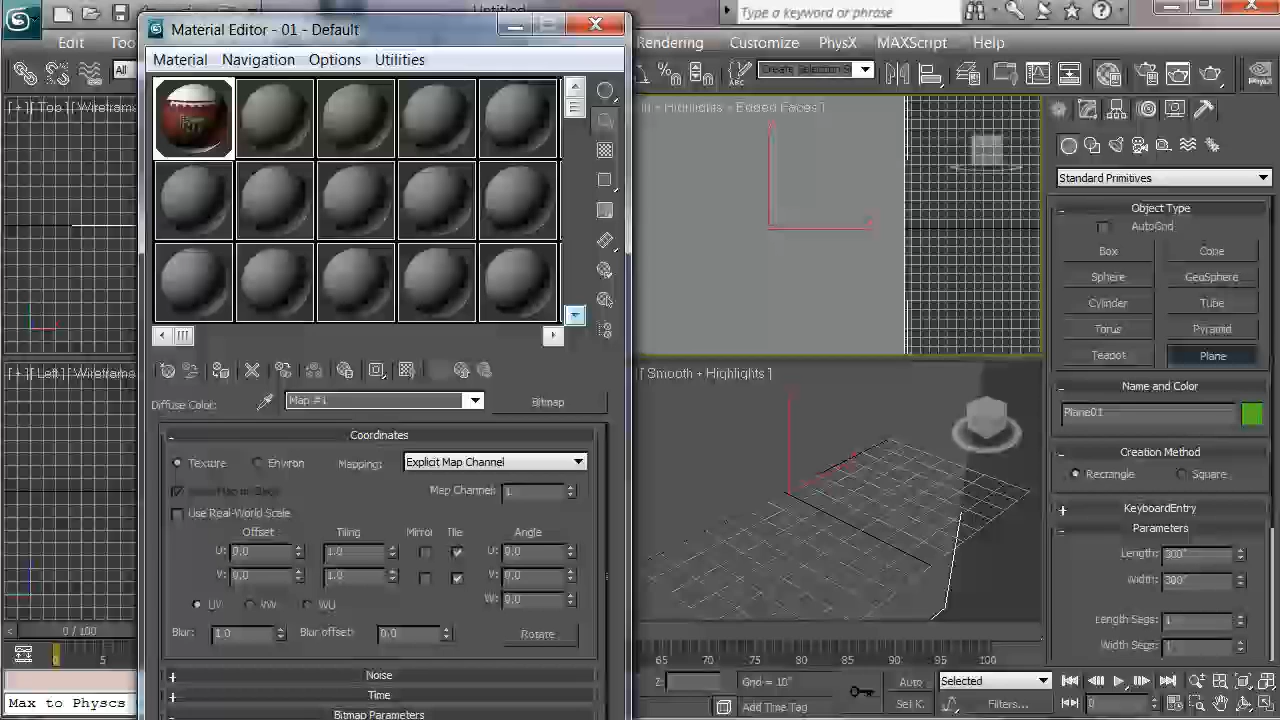 Untitled
Type a keyword or phrase
Material Editor - 01 - Default
Edit
Rendering
Customize
PhysX
MAXScript
Help
Material
Navigation
Options
Utilities
All
[ + ] [ Top ] [ Wireframe
+ Highlights + Edged Faces ]
Standard Primitives
Object Type
AutoGrid
Box
Cone
Sphere
GeoSphere
Cylinder
Tube
Torus
Pyramid
Teapot
Plane
[ + ] [ Left ] [ Wireframe
[ Smooth + Highlights ]
Name and Color
Plane01
Diffuse Color:
Map #1
Bitmap
Coordinates
Texture
Environ
Mapping:
Explicit Map Channel
Map Channel:
1
Use Real-World Scale
Offset
Tiling
Mirror
Tile
Angle
U:
0.0
1.0
U:
0.0
V:
0.0
1.0
V:
0.0
W:
0.0
UV
VW
WU
Blur:
1.0
Blur offset:
0.0
Rotate
Noise
Time
Bitmap Parameters
Creation Method
Rectangle
Square
KeyboardEntry
Parameters
Length:
300"
Width:
380"
Length Segs:
1
Width Segs:
1
0 / 100
5
65
70
75
80
85
90
95
100
Z:
Grid = 10"
Auto
Selected
Max to Physcs
Add Time Tag
Set K.
Filters...
0